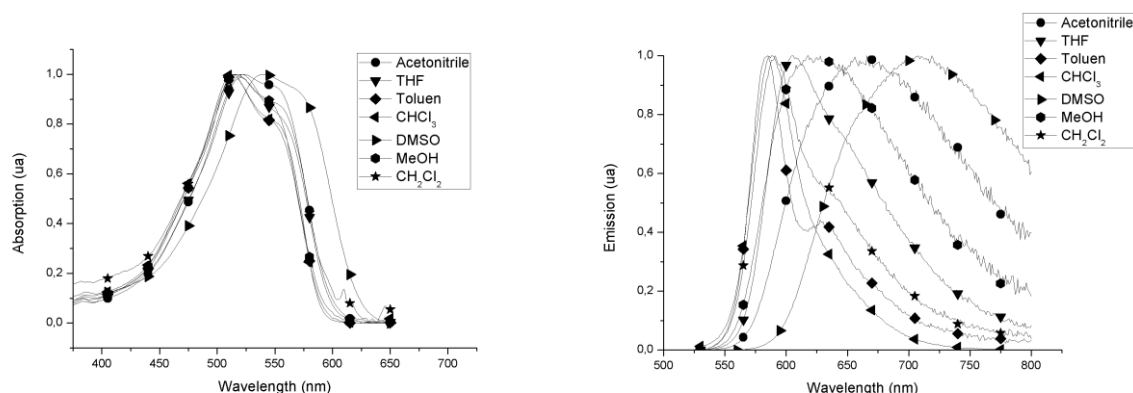 Absorption (ua)
1,0
0,8
0,6
0,4
0,2
0,0
400
450
500
550
600
650
700
Wavelength (nm)
Acetonitrile
THF
Toluen
CHCl₃
DMSO
MeOH
CH₂Cl₂
Emission (ua)
1,0
0,8
0,6
0,4
0,2
0,0
500
550
600
650
700
750
800
Wavelength (nm)
Acetonitrile
THF
Toluen
CHCl₃
DMSO
MeOH
CH₂Cl₂